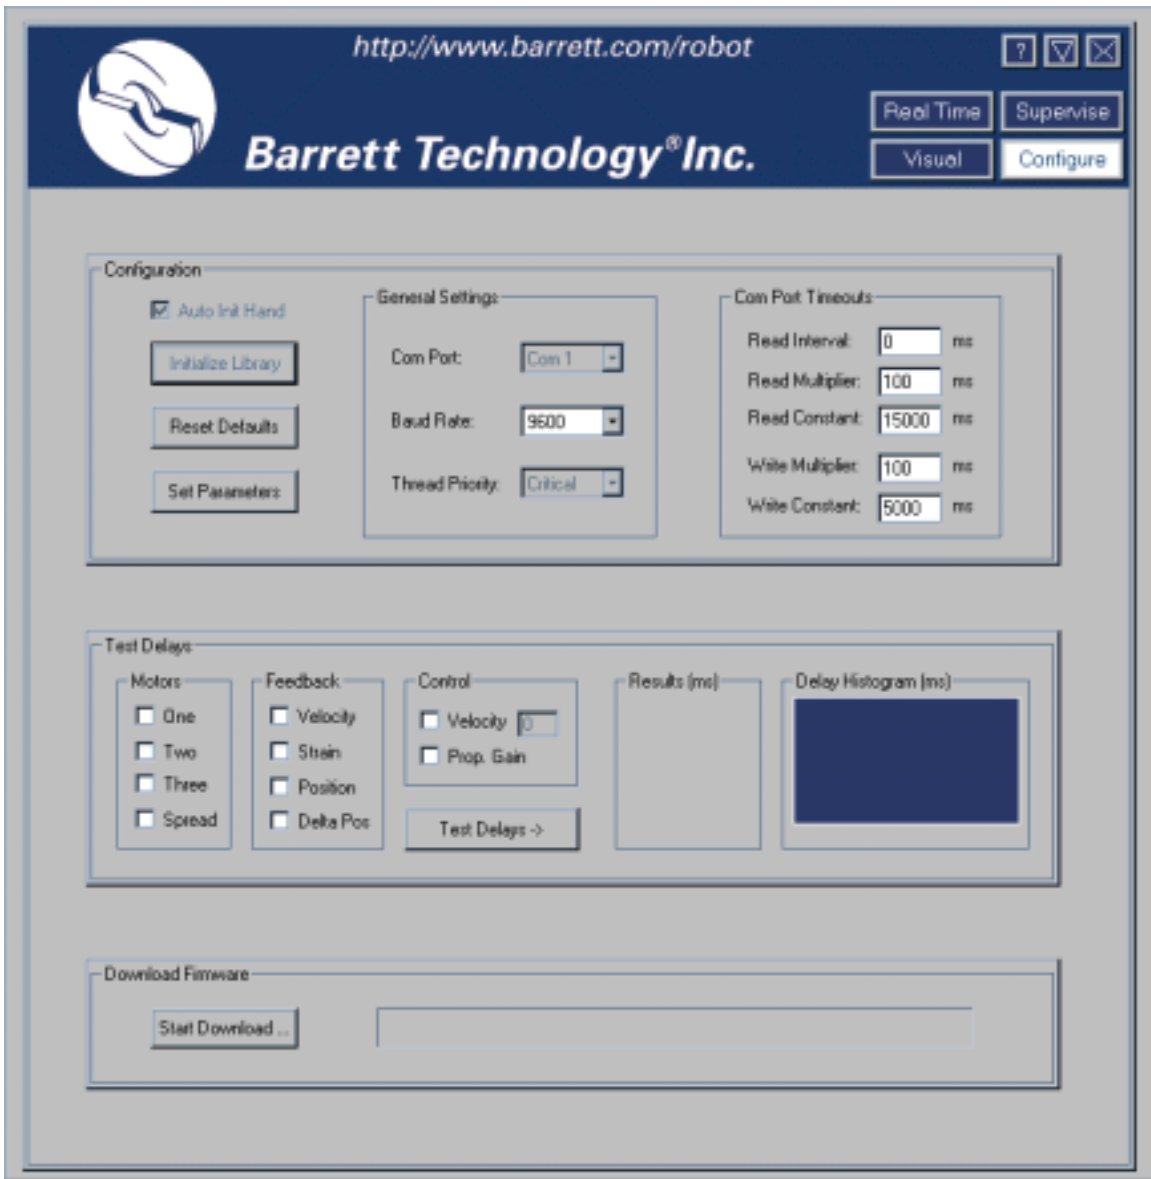 http://www.barrett.com/robot
?
Barrett Technology®Inc.
Real Time
Supervise
Visual
Configure
Configuration
Auto Init Hand
Initialize Library
Reset Defaults
Set Parameters
General Settings
Com Port: Com 1
Baud Rate: 9600
Thread Priority: Critical
Com Port Timeouts
Read Interval: 0 ms
Read Multiplier: 100 ms
Read Constant: 15000 ms
Write Multiplier: 100 ms
Write Constant: 5000 ms
Test Delays
Motors
One
Two
Three
Spread
Feedback
Velocity
Strain
Position
Delta Pos
Control
Velocity 0
Prop. Gain
Test Delays ->
Results (ms)
Delay Histogram (ms)
Download Firmware
Start Download ...